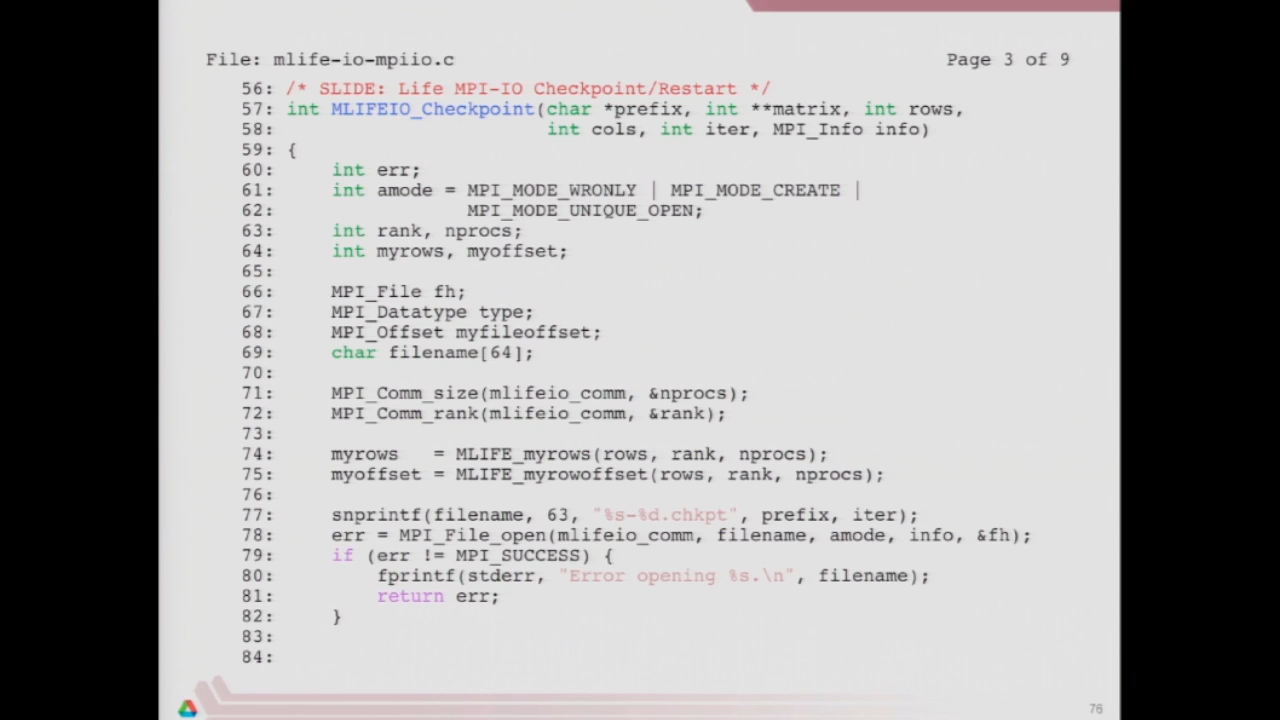 File: mlife-io-mpiio.c Page 3 of 9
56: /* SLIDE: Life MPI-IO Checkpoint/Restart */
57: int MLIFEIO_Checkpoint(char *prefix, int **matrix, int rows,
58:                        int cols, int iter, MPI_Info info)
59: {
60:     int err;
61:     int amode = MPI_MODE_WRONLY | MPI_MODE_CREATE |
62:                 MPI_MODE_UNIQUE_OPEN;
63:     int rank, nprocs;
64:     int myrows, myoffset;
65:
66:     MPI_File fh;
67:     MPI_Datatype type;
68:     MPI_Offset myfileoffset;
69:     char filename[64];
70:
71:     MPI_Comm_size(mlifeio_comm, &nprocs);
72:     MPI_Comm_rank(mlifeio_comm, &rank);
73:
74:     myrows   = MLIFE_myrows(rows, rank, nprocs);
75:     myoffset = MLIFE_myrowoffset(rows, rank, nprocs);
76:
77:     snprintf(filename, 63, "%s-%d.chkpt", prefix, iter);
78:     err = MPI_File_open(mlifeio_comm, filename, amode, info, &fh);
79:     if (err != MPI_SUCCESS) {
80:         fprintf(stderr, "Error opening %s.\n", filename);
81:         return err;
82:     }
83:
84:
76